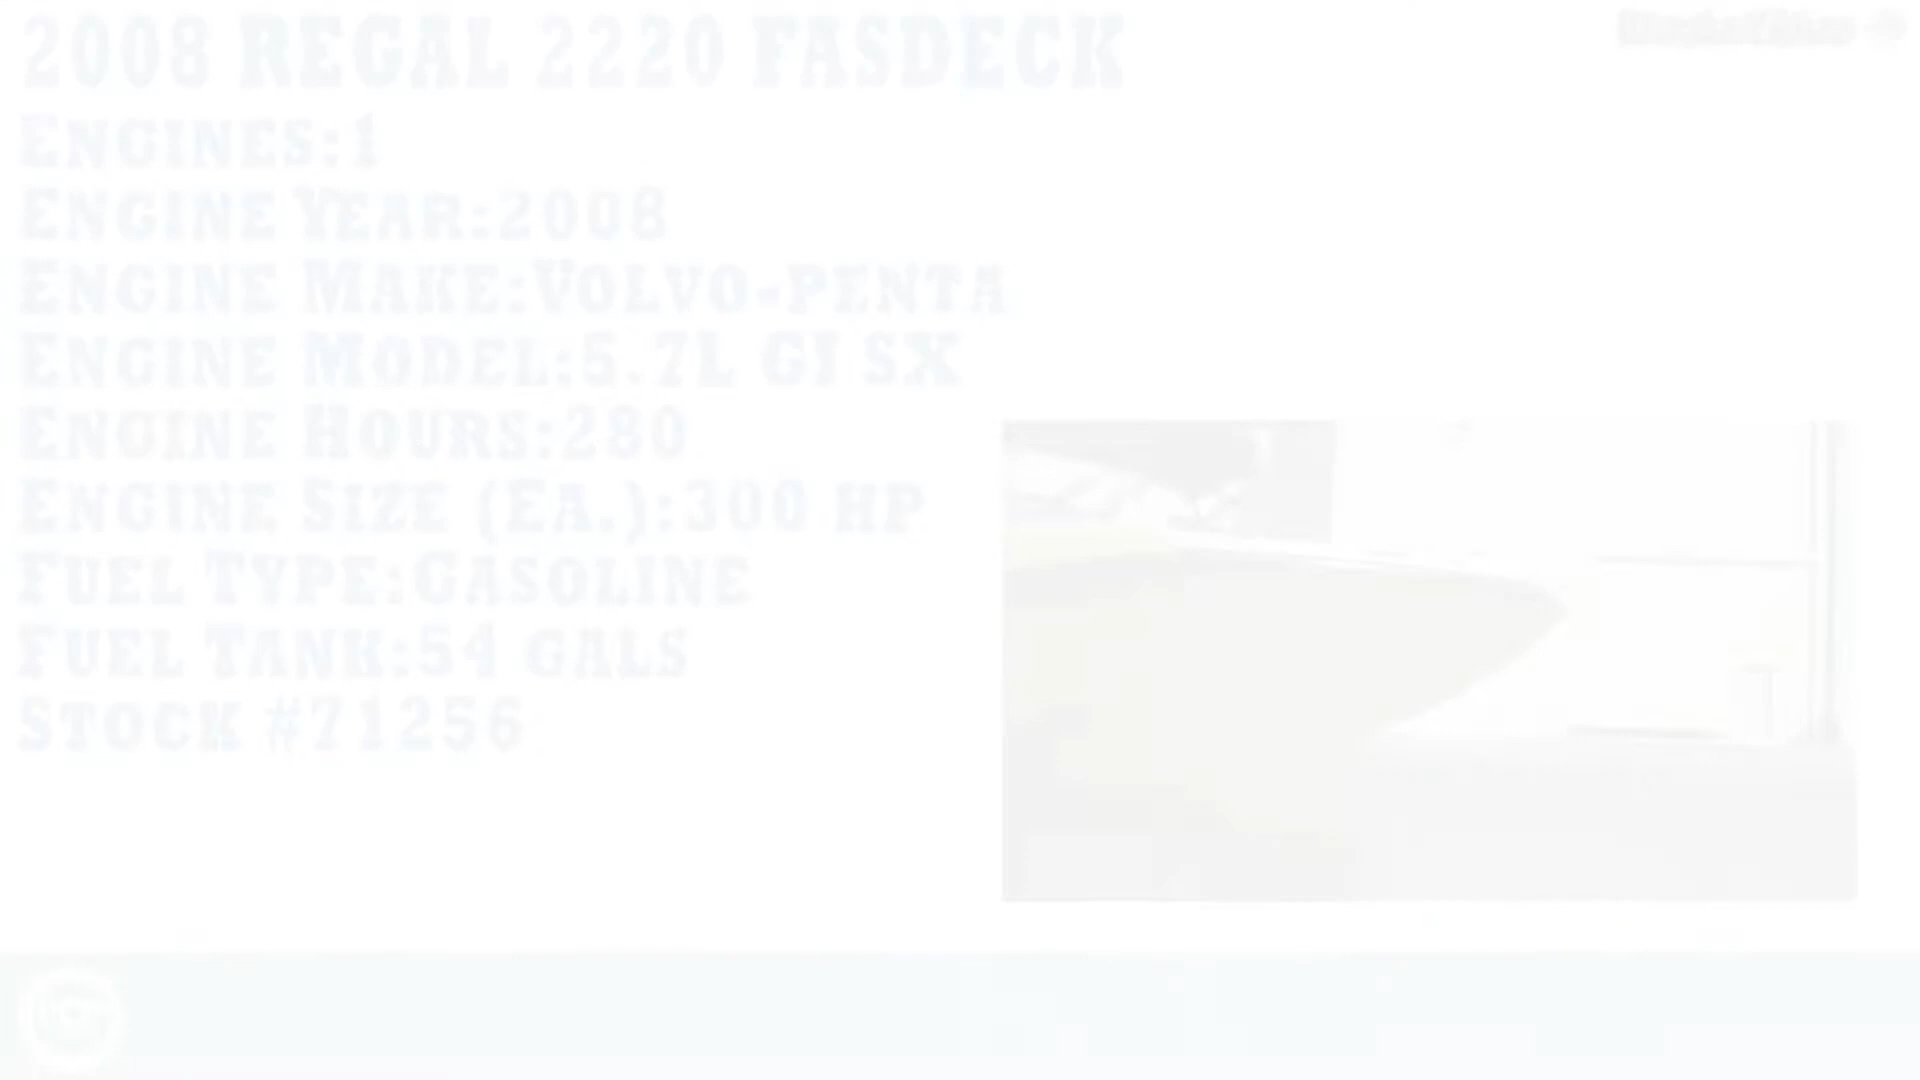 2008 REGAL 2220 FASDECK
ENGINES:1
ENGINE YEAR:2008
ENGINE MAKE:VOLVO-PENTA
ENGINE MODEL:5.7L GI SX
ENGINE HOURS:280
ENGINE SIZE (EA.):300 HP
FUEL TYPE:GASOLINE
FUEL TANK:54 GALS
STOCK #71256